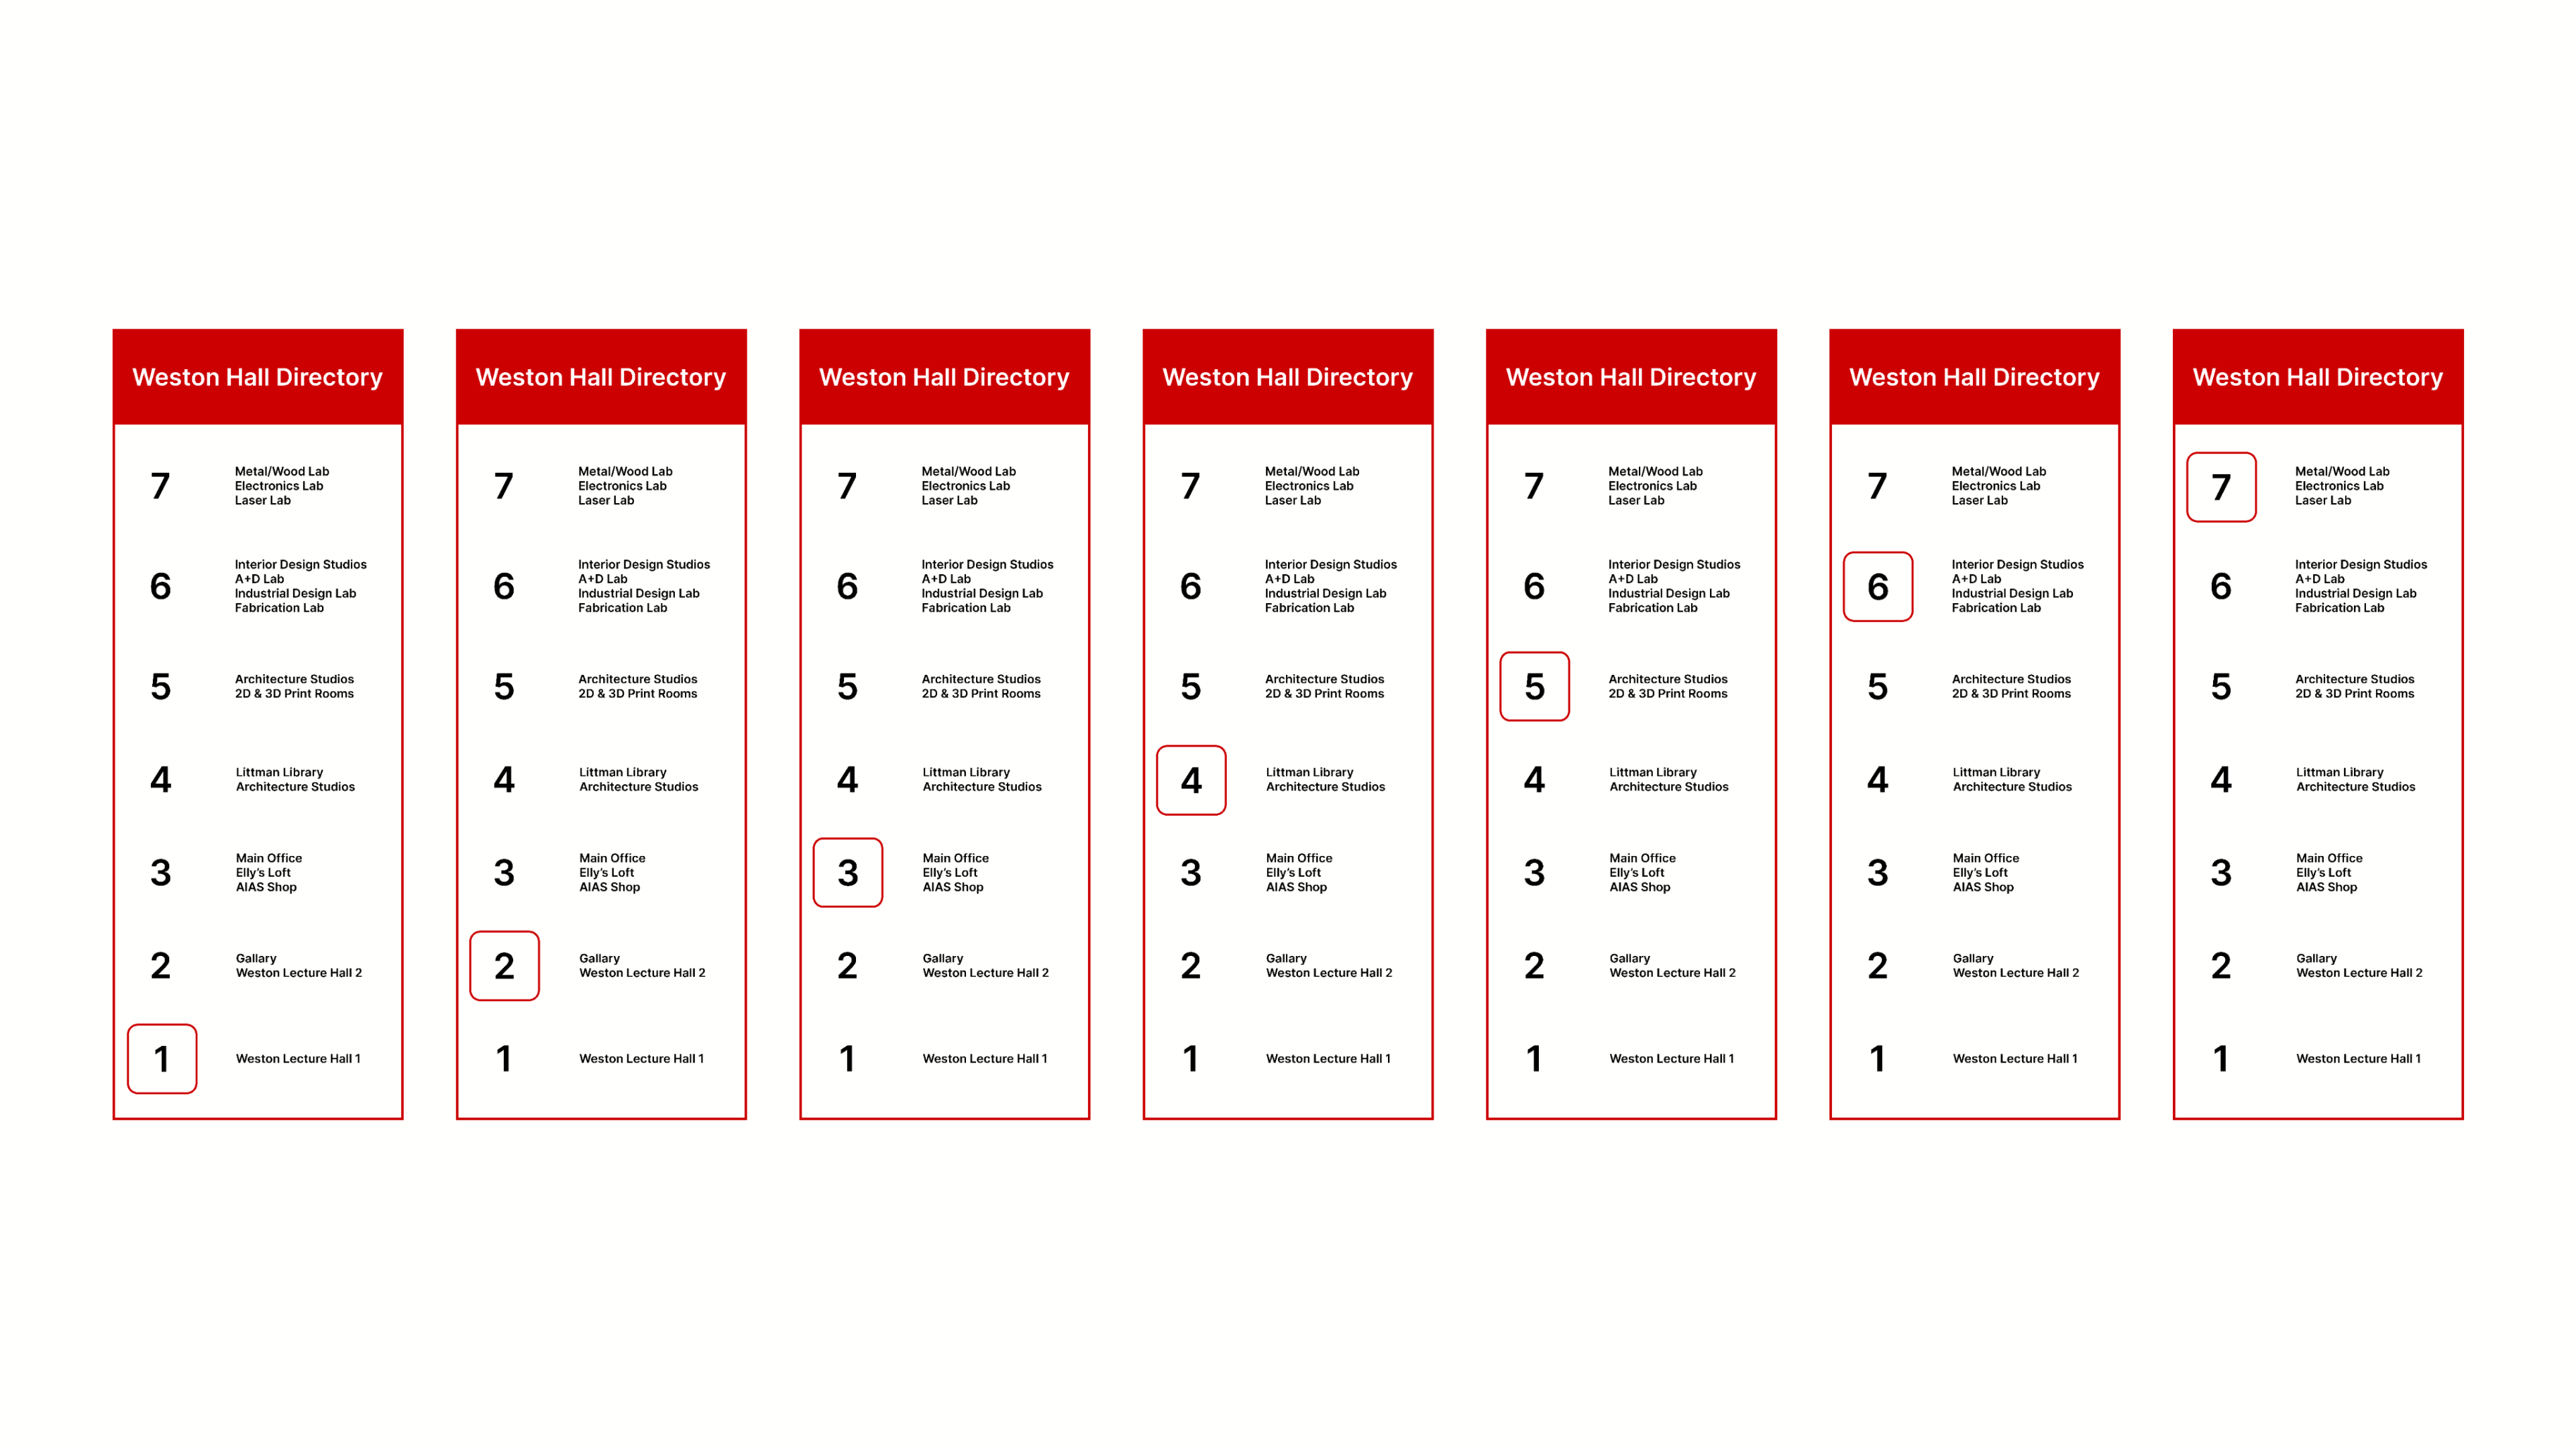 Weston Hall Directory
7
Metal/Wood Lab
Electronics Lab
Laser Lab
6
Interior Design Studios
A+D Lab
Industrial Design Lab
Fabrication Lab
5
Architecture Studios
2D & 3D Print Rooms
4
Littman Library
Architecture Studios
3
Main Office
Elly's Loft
AIAS Shop
2
Gallary
Weston Lecture Hall 2
1
Weston Lecture Hall 1
Weston Hall Directory
7
Metal/Wood Lab
Electronics Lab
Laser Lab
6
Interior Design Studios
A+D Lab
Industrial Design Lab
Fabrication Lab
5
Architecture Studios
2D & 3D Print Rooms
4
Littman Library
Architecture Studios
3
Main Office
Elly's Loft
AIAS Shop
2
Gallary
Weston Lecture Hall 2
1
Weston Lecture Hall 1
Weston Hall Directory
7
Metal/Wood Lab
Electronics Lab
Laser Lab
6
Interior Design Studios
A+D Lab
Industrial Design Lab
Fabrication Lab
5
Architecture Studios
2D & 3D Print Rooms
4
Littman Library
Architecture Studios
3
Main Office
Elly's Loft
AIAS Shop
2
Gallary
Weston Lecture Hall 2
1
Weston Lecture Hall 1
Weston Hall Directory
7
Metal/Wood Lab
Electronics Lab
Laser Lab
6
Interior Design Studios
A+D Lab
Industrial Design Lab
Fabrication Lab
5
Architecture Studios
2D & 3D Print Rooms
4
Littman Library
Architecture Studios
3
Main Office
Elly's Loft
AIAS Shop
2
Gallary
Weston Lecture Hall 2
1
Weston Lecture Hall 1
Weston Hall Directory
7
Metal/Wood Lab
Electronics Lab
Laser Lab
6
Interior Design Studios
A+D Lab
Industrial Design Lab
Fabrication Lab
5
Architecture Studios
2D & 3D Print Rooms
4
Littman Library
Architecture Studios
3
Main Office
Elly's Loft
AIAS Shop
2
Gallary
Weston Lecture Hall 2
1
Weston Lecture Hall 1
Weston Hall Directory
7
Metal/Wood Lab
Electronics Lab
Laser Lab
6
Interior Design Studios
A+D Lab
Industrial Design Lab
Fabrication Lab
5
Architecture Studios
2D & 3D Print Rooms
4
Littman Library
Architecture Studios
3
Main Office
Elly's Loft
AIAS Shop
2
Gallary
Weston Lecture Hall 2
1
Weston Lecture Hall 1
Weston Hall Directory
7
Metal/Wood Lab
Electronics Lab
Laser Lab
6
Interior Design Studios
A+D Lab
Industrial Design Lab
Fabrication Lab
5
Architecture Studios
2D & 3D Print Rooms
4
Littman Library
Architecture Studios
3
Main Office
Elly's Loft
AIAS Shop
2
Gallary
Weston Lecture Hall 2
1
Weston Lecture Hall 1